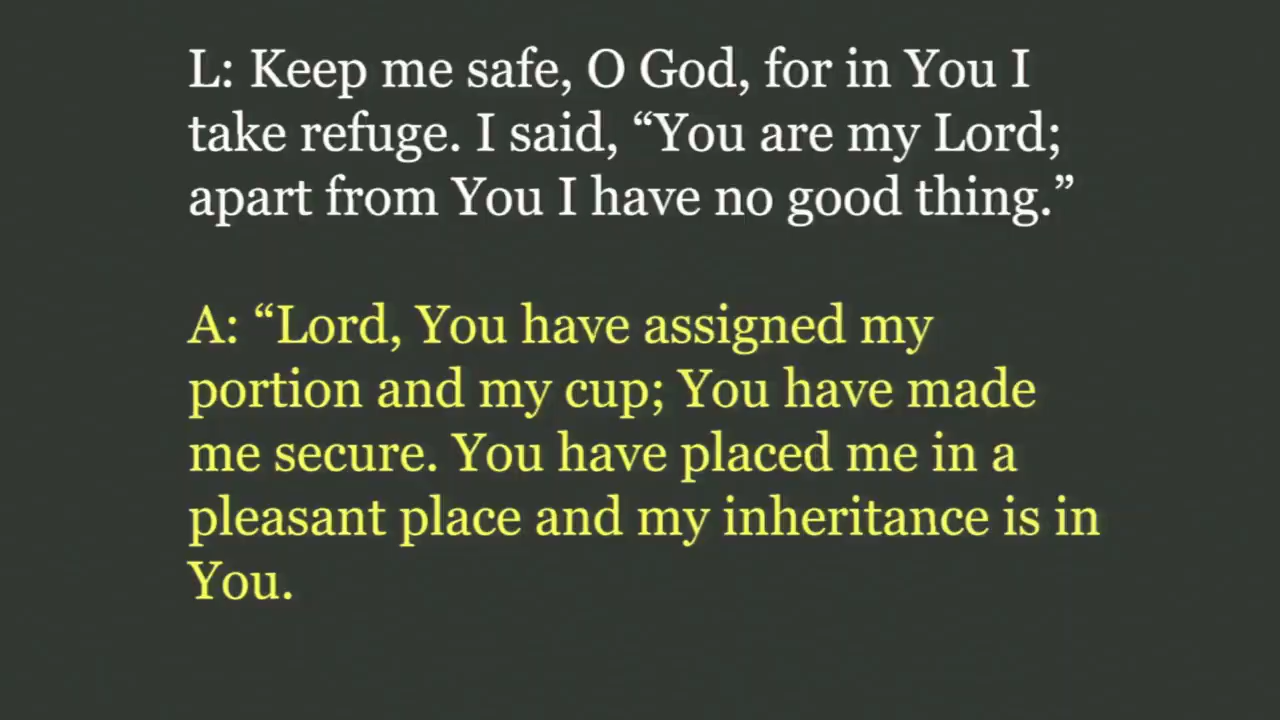 L: Keep me safe, O God, for in You I
take refuge. I said, “You are my Lord;
apart from You I have no good thing.”
A: “Lord, You have assigned my
portion and my cup; You have made
me secure. You have placed me in a
pleasant place and my inheritance is in
You.